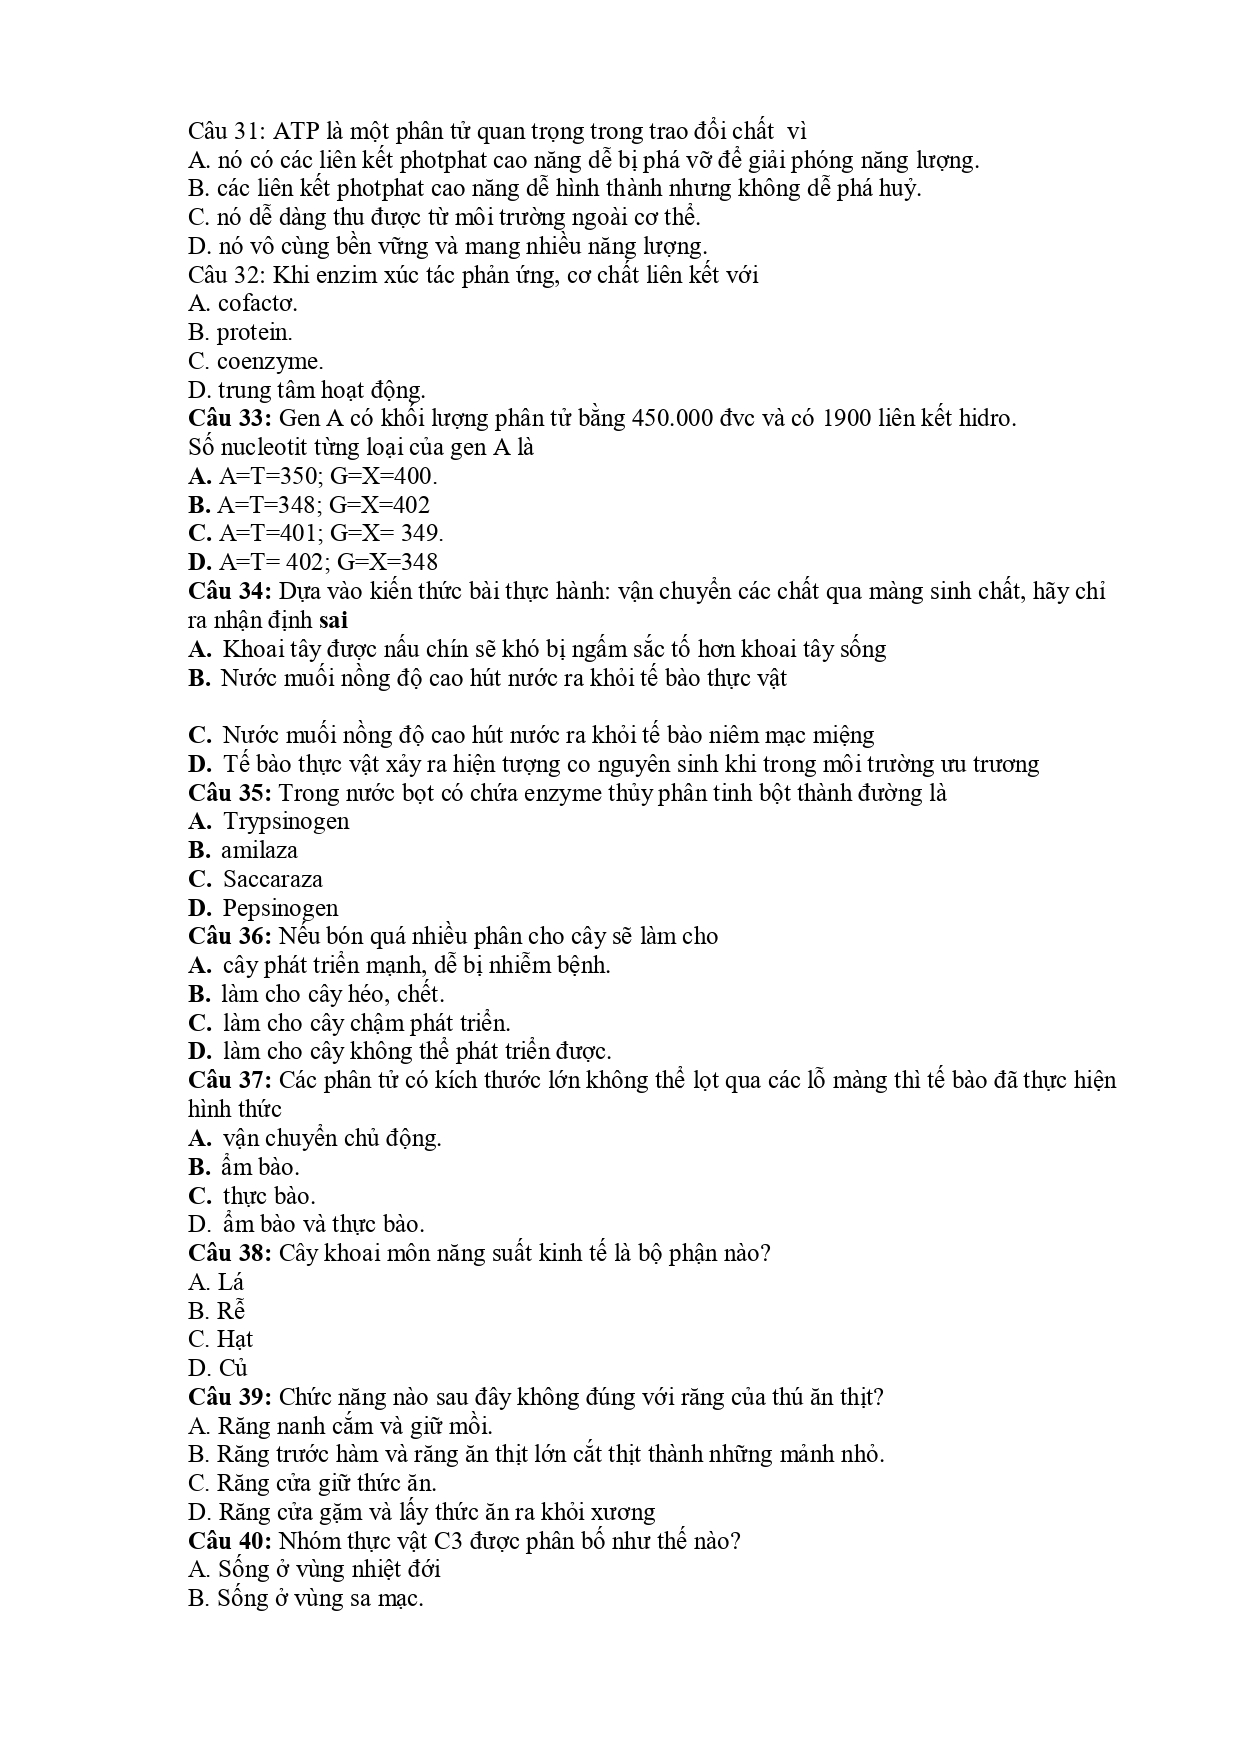 Câu 31: ATP là một phân tử quan trọng trong trao đổi chất  vì
A. nó có các liên kết photphat cao năng dễ bị phá vỡ để giải phóng năng lượng.
B. các liên kết photphat cao năng dễ hình thành nhưng không dễ phá huỷ.
C. nó dễ dàng thu được từ môi trường ngoài cơ thể.
D. nó vô cùng bền vững và mang nhiều năng lượng.
Câu 32: Khi enzim xúc tác phản ứng, cơ chất liên kết với
A. cofactơ.
B. protein.
C. coenzyme.
D. trung tâm hoạt động.
Câu 33: Gen A có khối lượng phân tử bằng 450.000 đvc và có 1900 liên kết hidro.
Số nucleotit từng loại của gen A là
A. A=T=350; G=X=400.
B. A=T=348; G=X=402
C. A=T=401; G=X= 349.
D. A=T= 402; G=X=348
Câu 34: Dựa vào kiến thức bài thực hành: vận chuyển các chất qua màng sinh chất, hãy chỉ
ra nhận định sai
A. Khoai tây được nấu chín sẽ khó bị ngấm sắc tố hơn khoai tây sống
B. Nước muối nồng độ cao hút nước ra khỏi tế bào thực vật
C. Nước muối nồng độ cao hút nước ra khỏi tế bào niêm mạc miệng
D. Tế bào thực vật xảy ra hiện tượng co nguyên sinh khi trong môi trường ưu trương
Câu 35: Trong nước bọt có chứa enzyme thủy phân tinh bột thành đường là
A. Trypsinogen
B. amilaza
C. Saccaraza
D. Pepsinogen
Câu 36: Nếu bón quá nhiều phân cho cây sẽ làm cho
A. cây phát triển mạnh, dễ bị nhiễm bệnh.
B. làm cho cây héo, chết.
C. làm cho cây chậm phát triển.
D. làm cho cây không thể phát triển được.
Câu 37: Các phân tử có kích thước lớn không thể lọt qua các lỗ màng thì tế bào đã thực hiện
hình thức
A. vận chuyển chủ động.
B. ẩm bào.
C. thực bào.
D. ẩm bào và thực bào.
Câu 38: Cây khoai môn năng suất kinh tế là bộ phận nào?
A. Lá
B. Rễ
C. Hạt
D. Củ
Câu 39: Chức năng nào sau đây không đúng với răng của thú ăn thịt?
A. Răng nanh cắm và giữ mồi.
B. Răng trước hàm và răng ăn thịt lớn cắt thịt thành những mảnh nhỏ.
C. Răng cửa giữ thức ăn.
D. Răng cửa gặm và lấy thức ăn ra khỏi xương
Câu 40: Nhóm thực vật C3 được phân bố như thế nào?
A. Sống ở vùng nhiệt đới
B. Sống ở vùng sa mạc.